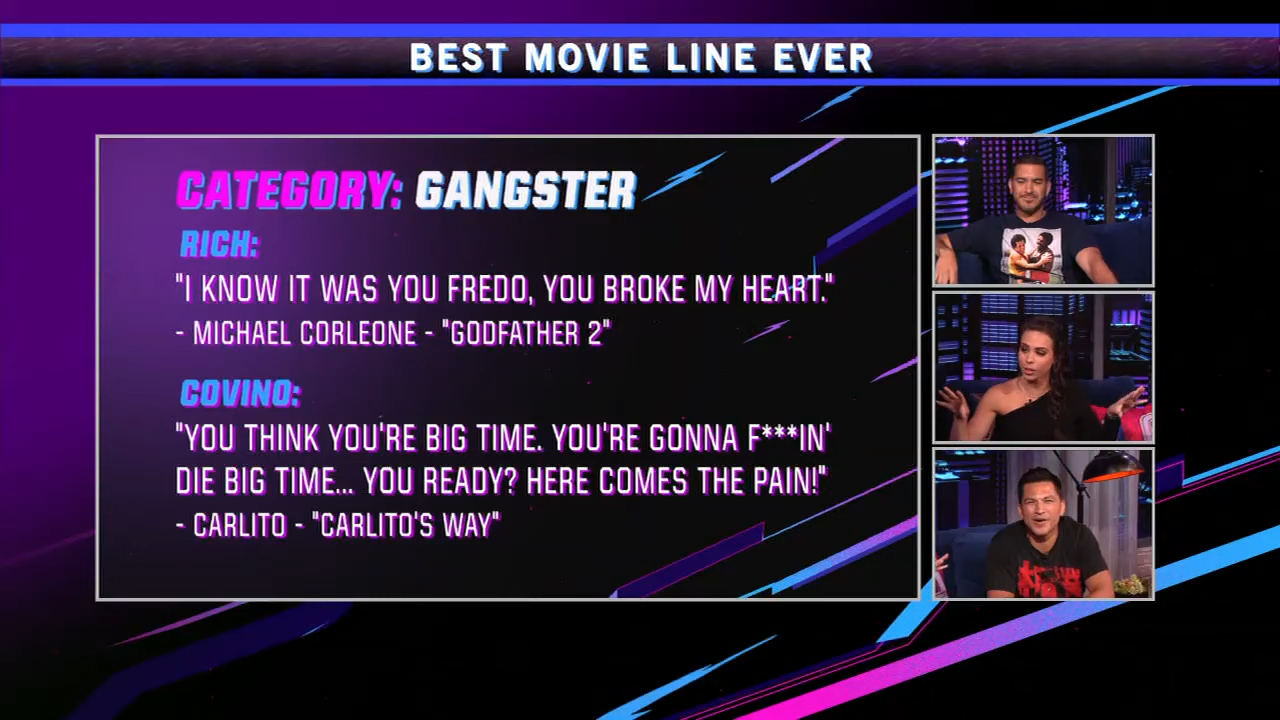 BEST MOVIE LINE EVER
CATEGORY: GANGSTER
RICH:
"I KNOW IT WAS YOU FREDO, YOU BROKE MY HEART."
- MICHAEL CORLEONE - "GODFATHER 2"
COVINO:
"YOU THINK YOU'RE BIG TIME. YOU'RE GONNA F***IN'
DIE BIG TIME... YOU READY? HERE COMES THE PAIN!"
- CARLITO - "CARLITO'S WAY"